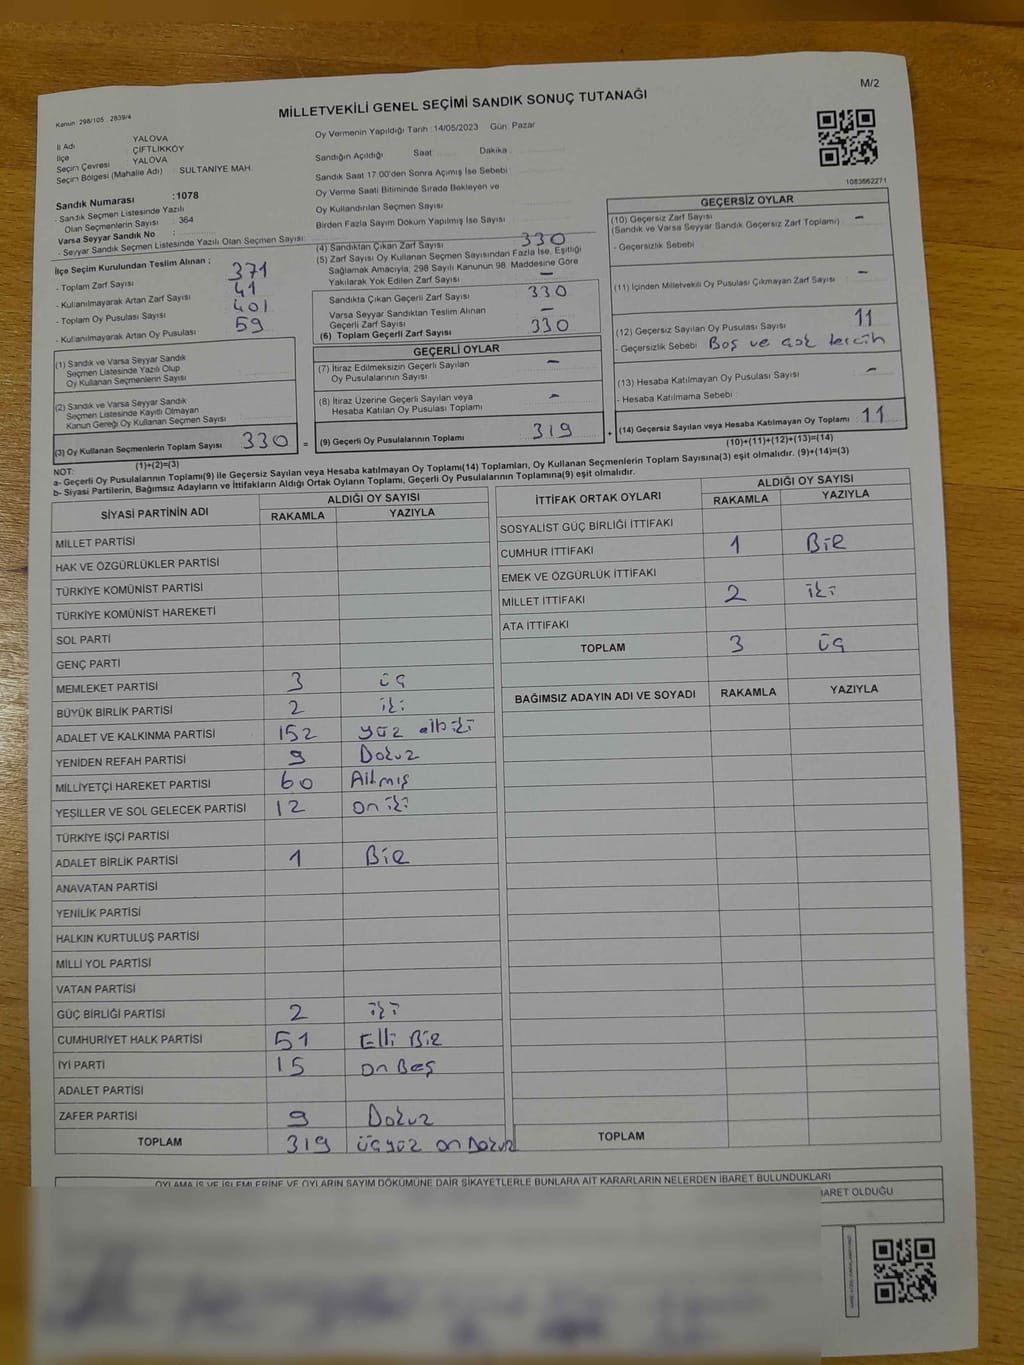 M/2
MİLLETVEKİLİ GENEL SEÇİMİ SANDIK SONUÇ TUTANAĞI
Kanun: 298/105 : 2839/4
İl Adı YALOVA
İlçe ÇİFTLİKKÖY
Seçim Çevresi : YALOVA
Seçim Bölgesi (Mahalle Adı) : SULTANİYE MAH.
Sandık Numarası :1078
- Sandık Seçmen Listesinde Yazılı
Olan Seçmenlerin Sayısı : 364
Varsa Seyyar Sandık No :
- Seyyar Sandık Seçmen Listesinde Yazılı Olan Seçmen Sayısı:
Oy Vermenin Yapıldığı Tarih :14/05/2023 Gün: Pazar
Sandığın Açıldığı Saat Dakika
Sandık Saat 17:00'den Sonra Açımış İse Sebebi
Oy Verme Saati Bitiminde Sırada Bekleyen ve
Oy Kullandırılan Seçmen Sayısı
Birden Fazla Sayım Döküm Yapılmış İse Sayısı
1083662271
İlçe Seçim Kurulundan Teslim Alınan :
- Toplam Zarf Sayısı 371
- Kullanılmayarak Artan Zarf Sayısı 41
- Toplam Oy Pusulası Sayısı 401
- Kullanılmayarak Artan Oy Pusulası 59
(1) Sandık ve Varsa Seyyar Sandık
Seçmen Listesinde Yazılı Olup
Oy Kullanan Seçmenlerin Sayısı
(2) Sandık ve Varsa Seyyar Sandık
Seçmen Listesinde Kayıtlı Olmayan
Kanun Gereği Oy Kullanan Seçmen Sayısı
(3) Oy Kullanan Seçmenlerin Toplam Sayısı 330 =
(1)+(2)=(3)
(4) Sandıktan Çıkan Zarf Sayısı 330
(5) Zarf Sayısı Oy Kullanan Seçmen Sayısından Fazla İse, Eşitliği
Sağlamak Amacıyla, 298 Sayılı Kanunun 98. Maddesine Göre
Yakılarak Yok Edilen Zarf Sayısı –
Sandıkta Çıkan Geçerli Zarf Sayısı 330
Varsa Seyyar Sandıktan Teslim Alınan
Geçerli Zarf Sayısı –
(6) Toplam Geçerli Zarf Sayısı 330
GEÇERLİ OYLAR
(7) İtiraz Edilmeksizin Geçerli Sayılan
Oy Pusulalarının Sayısı –
(8) İtiraz Üzerine Geçerli Sayılan veya
Hesaba Katılan Oy Pusulası Toplamı –
(9) Geçerli Oy Pusulalarının Toplamı 319 +
GEÇERSİZ OYLAR
(10) Geçersiz Zarf Sayısı –
(Sandık ve Varsa Seyyar Sandık Geçersiz Zarf Toplamı)
- Geçersizlik Sebebi
(11) İçinden Milletvekili Oy Pusulası Çıkmayan Zarf Sayısı –
(12) Geçersiz Sayılan Oy Pusulası Sayısı 11
- Geçersizlik Sebebi Boş ve çok tercih
(13) Hesaba Katılmayan Oy Pusulası Sayısı –
- Hesaba Katılmama Sebebi :
(14) Geçersiz Sayılan veya Hesaba Katılmayan Oy Toplamı 11
(10)+(11)+(12)+(13)=(14)
NOT:
a- Geçerli Oy Pusulalarının Toplamı(9) ile Geçersiz Sayılan veya Hesaba katılmayan Oy Toplamı(14) Toplamları, Oy Kullanan Seçmenlerin Toplam Sayısına(3) eşit olmalıdır. (9)+(14)=(3)
b- Siyasi Partilerin, Bağımsız Adayların ve İttifakların Aldığı Ortak Oyların Toplamı, Geçerli Oy Pusulalarının Toplamına(9) eşit olmalıdır.
SİYASİ PARTİNİN ADI ALDIĞI OY SAYISI
RAKAMLA YAZIYLA
MİLLET PARTİSİ
HAK VE ÖZGÜRLÜKLER PARTİSİ
TÜRKİYE KOMÜNİST PARTİSİ
TÜRKİYE KOMÜNİST HAREKETİ
SOL PARTİ
GENÇ PARTİ
MEMLEKET PARTİSİ 3 üç
BÜYÜK BİRLİK PARTİSİ 2 iki
ADALET VE KALKINMA PARTİSİ 152 yüz elli iki
YENİDEN REFAH PARTİSİ 9 Dokuz
MİLLİYETÇİ HAREKET PARTİSİ 60 Altmış
YEŞİLLER VE SOL GELECEK PARTİSİ 12 on iki
TÜRKİYE İŞÇİ PARTİSİ
ADALET BİRLİK PARTİSİ 1 Bir
ANAVATAN PARTİSİ
YENİLİK PARTİSİ
HALKIN KURTULUŞ PARTİSİ
MİLLİ YOL PARTİSİ
VATAN PARTİSİ
GÜÇ BİRLİĞİ PARTİSİ 2 iki
CUMHURİYET HALK PARTİSİ 51 Elli Bir
İYİ PARTİ 15 on Beş
ADALET PARTİSİ
ZAFER PARTİSİ 9 Dokuz
TOPLAM 319 üçyüz on Dokuz
İTTİFAK ORTAK OYLARI ALDIĞI OY SAYISI
RAKAMLA YAZIYLA
SOSYALİST GÜÇ BİRLİĞİ İTTİFAKI
CUMHUR İTTİFAKI 1 Bir
EMEK VE ÖZGÜRLÜK İTTİFAKI
MİLLET İTTİFAKI 2 iki
ATA İTTİFAKI
TOPLAM 3 üç
BAĞIMSIZ ADAYIN ADI VE SOYADI RAKAMLA YAZIYLA
TOPLAM
OYLAMA İŞ VE İŞLEMLERİNE VE OYLARIN SAYIM DÖKÜMÜNE DAİR ŞİKAYETLERLE BUNLARA AİT KARARLARIN NELERDEN İBARET BULUNDUKLARI
BARET OLDUĞU